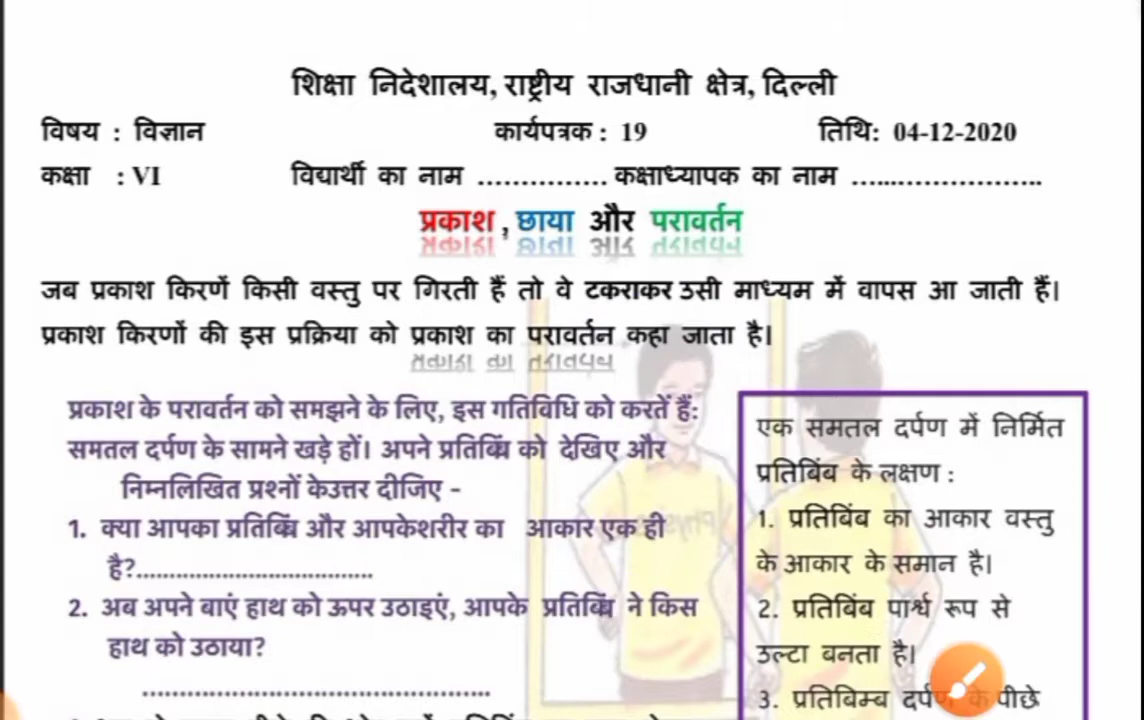 शिक्षा निदेशालय, राष्ट्रीय राजधानी क्षेत्र, दिल्ली
विषय : विज्ञान कार्यपत्रक : 19 तिथि: 04-12-2020
कक्षा : VI विद्यार्थी का नाम .............. कक्षाध्यापक का नाम ........................
प्रकाश , छाया और परावर्तन
जब प्रकाश किरणें किसी वस्तु पर गिरती हैं तो वे टकराकर उसी माध्यम में वापस आ जाती हैं।
प्रकाश किरणों की इस प्रक्रिया को प्रकाश का परावर्तन कहा जाता है।
प्रकाश के परावर्तन को समझने के लिए, इस गतिविधि को करतें हैं:
समतल दर्पण के सामने खड़े हों। अपने प्रतिबिंब को देखिए और
निम्नलिखित प्रश्नों केउत्तर दीजिए -
1. क्या आपका प्रतिबिंब और आपकेशरीर का आकार एक ही
है?....................................
2. अब अपने बाएं हाथ को ऊपर उठाइएं, आपके प्रतिबिंब ने किस
हाथ को उठाया?
.....................................................
एक समतल दर्पण में निर्मित
प्रतिबिंब के लक्षण :
1. प्रतिबिंब का आकार वस्तु
के आकार के समान है।
2. प्रतिबिंब पार्श्व रूप से
उल्टा बनता है।
3. प्रतिबिम्ब के पीछे